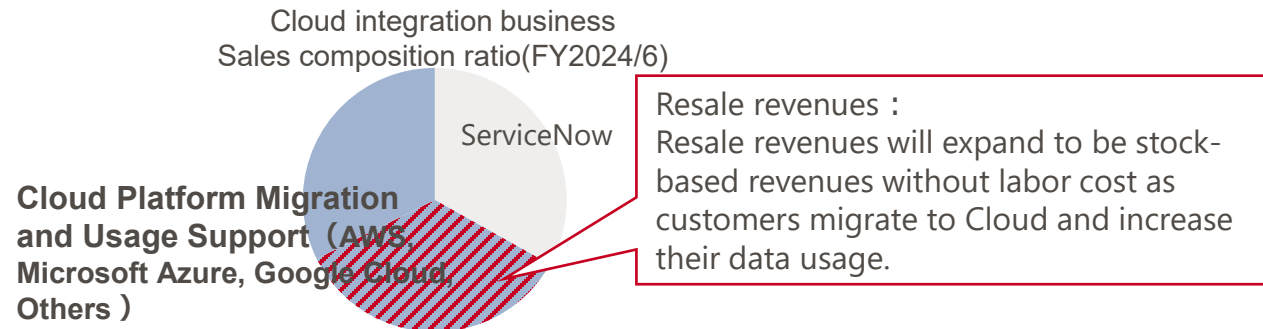 Cloud integration business
Sales composition ratio(FY2024/6)
ServiceNow
Cloud Platform Migration
and Usage Support（AWS,
Microsoft Azure, Google Cloud,
Others ）
Resale revenues：
Resale revenues will expand to be stock-
based revenues without labor cost as
customers migrate to Cloud and increase
their data usage.